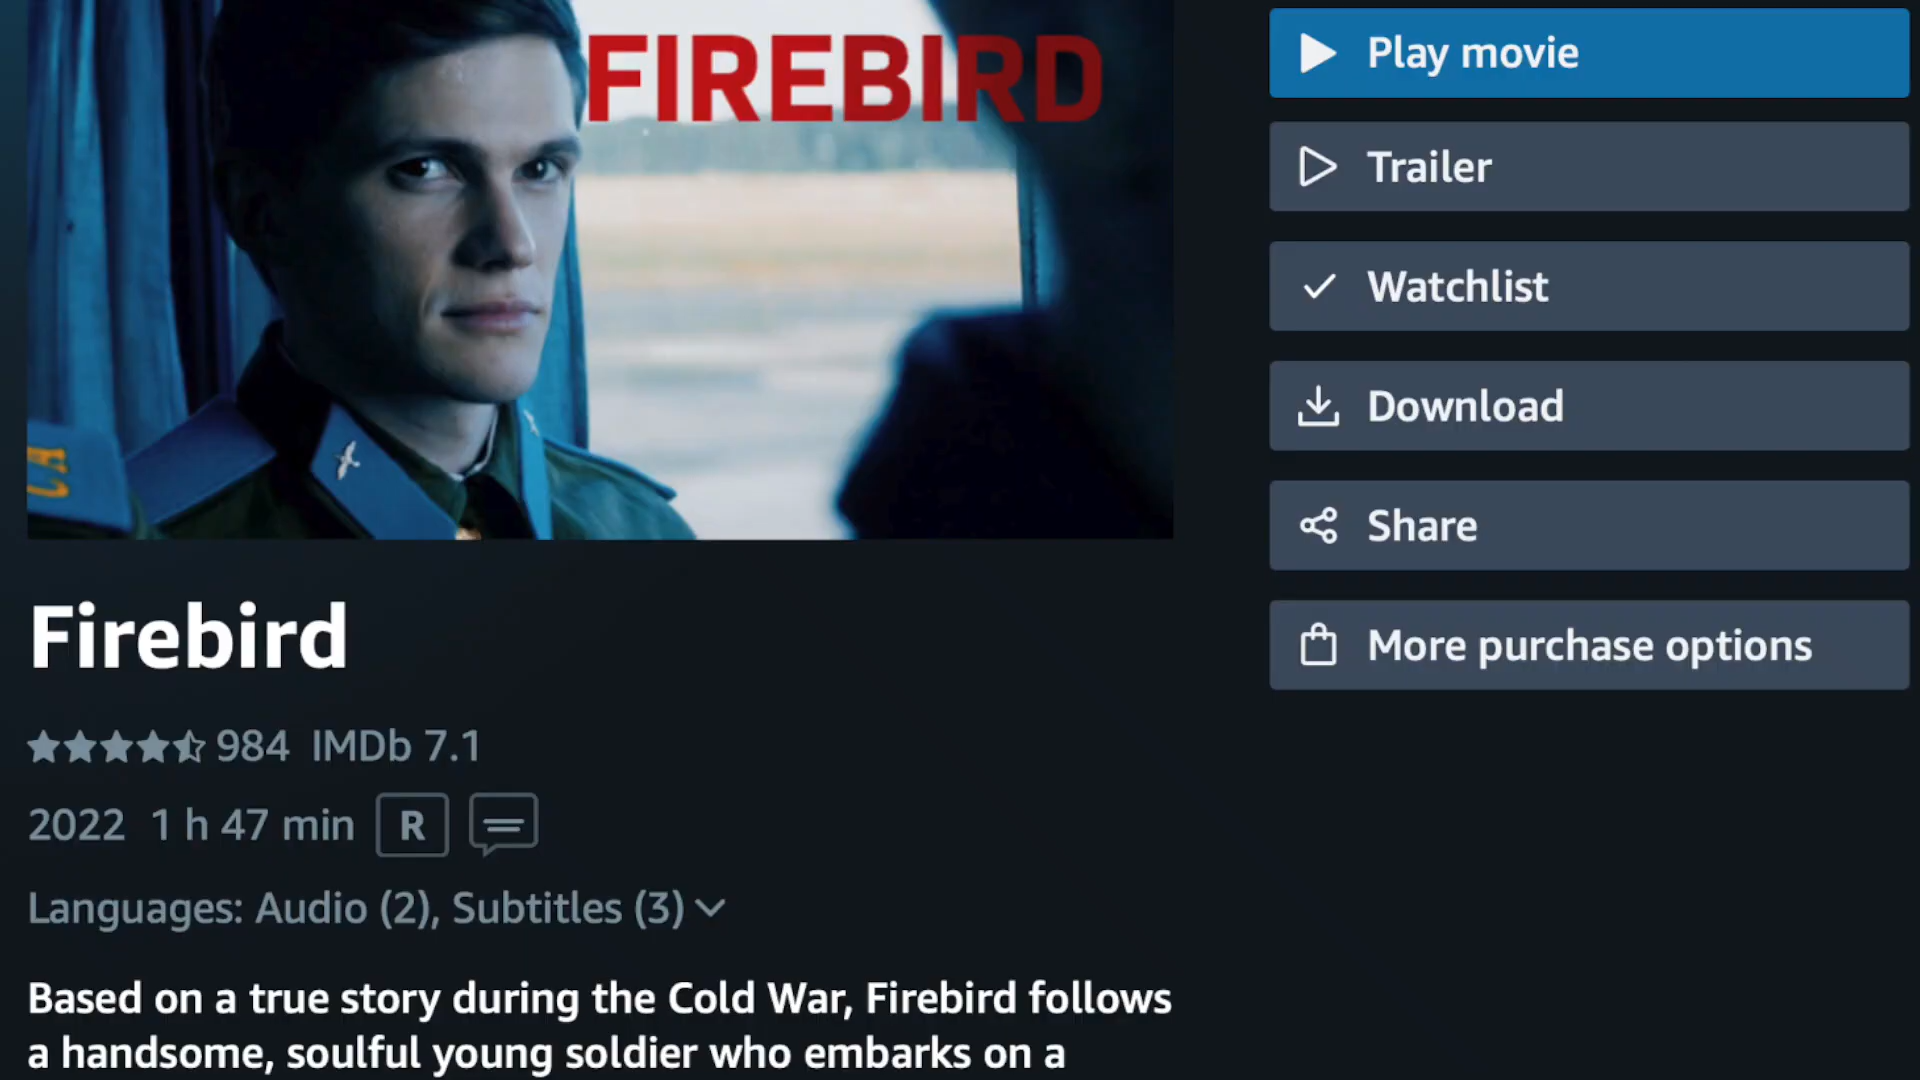 FIREBIRD
Play movie
Trailer
Watchlist
Download
Share
More purchase options
Firebird
984 IMDb 7.1
2022 1 h 47 min R
Languages: Audio (2), Subtitles (3)
Based on a true story during the Cold War, Firebird follows
a handsome, soulful young soldier who embarks on a